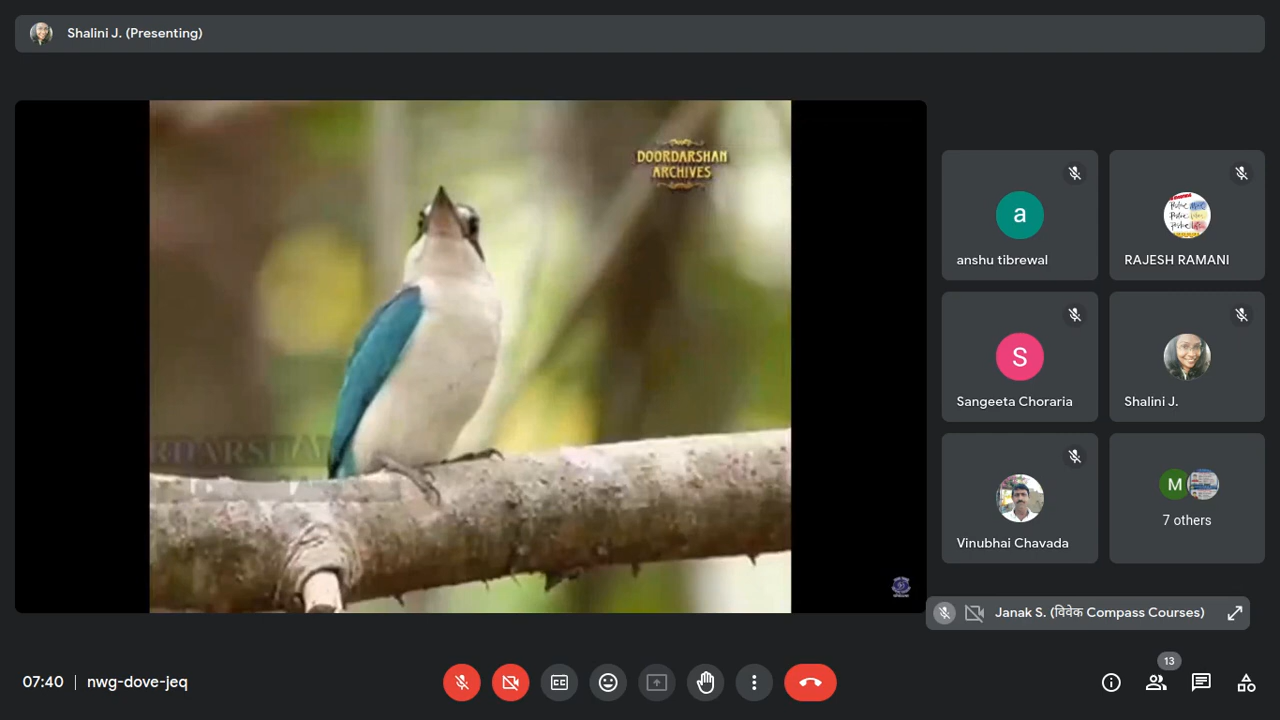 Shalini J. (Presenting)
DOORDARSHAN
ARCHIVES
a
anshu tibrewal
RAJESH RAMANI
S
Sangeeta Choraria
Shalini J.
Vinubhai Chavada
M
7 others
Janak S. (विवेक Compass Courses)
07:40 | nwg-dove-jeq
CC
13